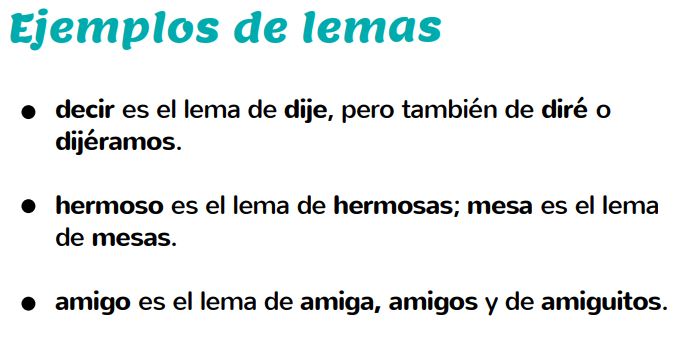 Ejemplos de lemas
● decir es el lema de dije, pero también de diré o
dijéramos.
● hermoso es el lema de hermosas; mesa es el lema
de mesas.
● amigo es el lema de amiga, amigos y de amiguitos.